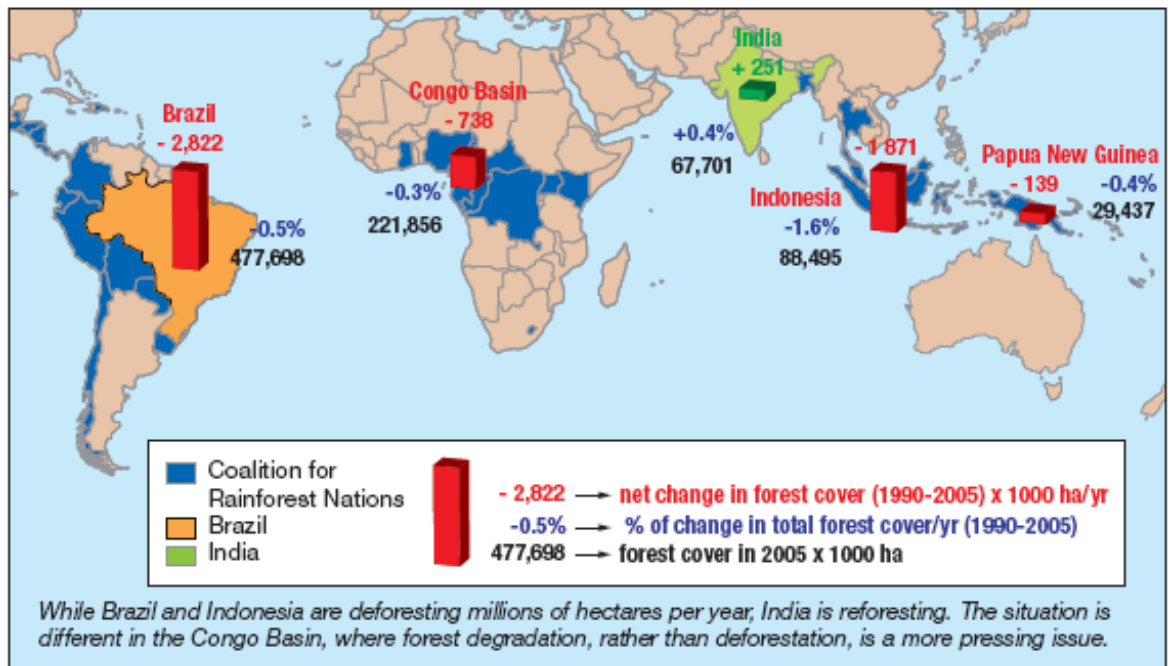 India
+ 251
Congo Basin
- 738
Brazil
- 2,822
+0.4%
67,701
- 1 871
Papua New Guinea
- 139
-0.4%
29,437
-0.3%
221,856
Indonesia
-1.6%
88,495
-0.5%
477,698
Coalition for
Rainforest Nations
Brazil
India
- 2,822 → net change in forest cover (1990-2005) x 1000 ha/yr
-0.5% → % of change in total forest cover/yr (1990-2005)
477,698 → forest cover in 2005 x 1000 ha
While Brazil and Indonesia are deforesting millions of hectares per year, India is reforesting. The situation is
different in the Congo Basin, where forest degradation, rather than deforestation, is a more pressing issue.